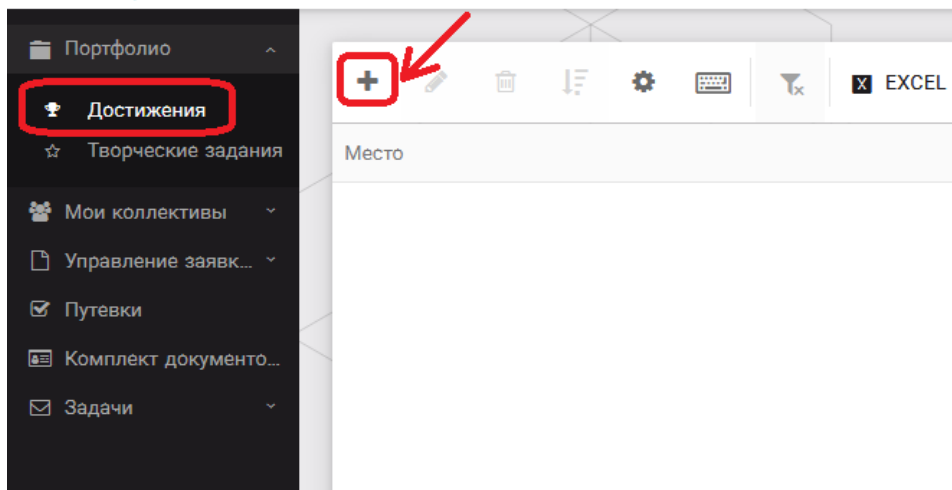 Портфолио
Достижения
Творческие задания
Мои коллективы
Управление заявк...
Путевки
Комплект документо...
Задачи
X EXCEL
Место